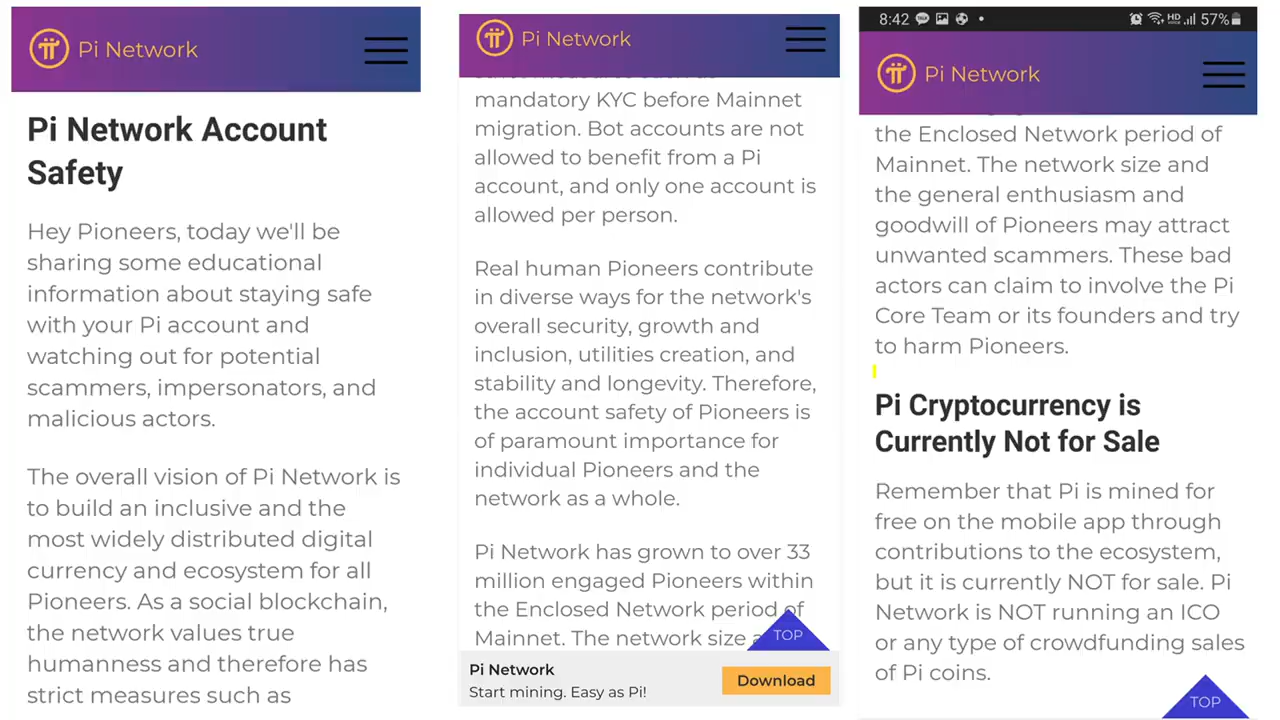 Pi Network
Pi Network Account
Safety
Hey Pioneers, today we'll be
sharing some educational
information about staying safe
with your Pi account and
watching out for potential
scammers, impersonators, and
malicious actors.
The overall vision of Pi Network is
to build an inclusive and the
most widely distributed digital
currency and ecosystem for all
Pioneers. As a social blockchain,
the network values true
humanness and therefore has
strict measures such as
Pi Network
mandatory KYC before Mainnet
migration. Bot accounts are not
allowed to benefit from a Pi
account, and only one account is
allowed per person.
Real human Pioneers contribute
in diverse ways for the network's
overall security, growth and
inclusion, utilities creation, and
stability and longevity. Therefore,
the account safety of Pioneers is
of paramount importance for
individual Pioneers and the
network as a whole.
Pi Network has grown to over 33
million engaged Pioneers within
the Enclosed Network period of
Mainnet. The network size
TOP
Pi Network
Start mining. Easy as Pi!
Download
8:42 57%
Pi Network
the Enclosed Network period of
Mainnet. The network size and
the general enthusiasm and
goodwill of Pioneers may attract
unwanted scammers. These bad
actors can claim to involve the Pi
Core Team or its founders and try
to harm Pioneers.
Pi Cryptocurrency is
Currently Not for Sale
Remember that Pi is mined for
free on the mobile app through
contributions to the ecosystem,
but it is currently NOT for sale. Pi
Network is NOT running an ICO
or any type of crowdfunding sales
of Pi coins.
TOP